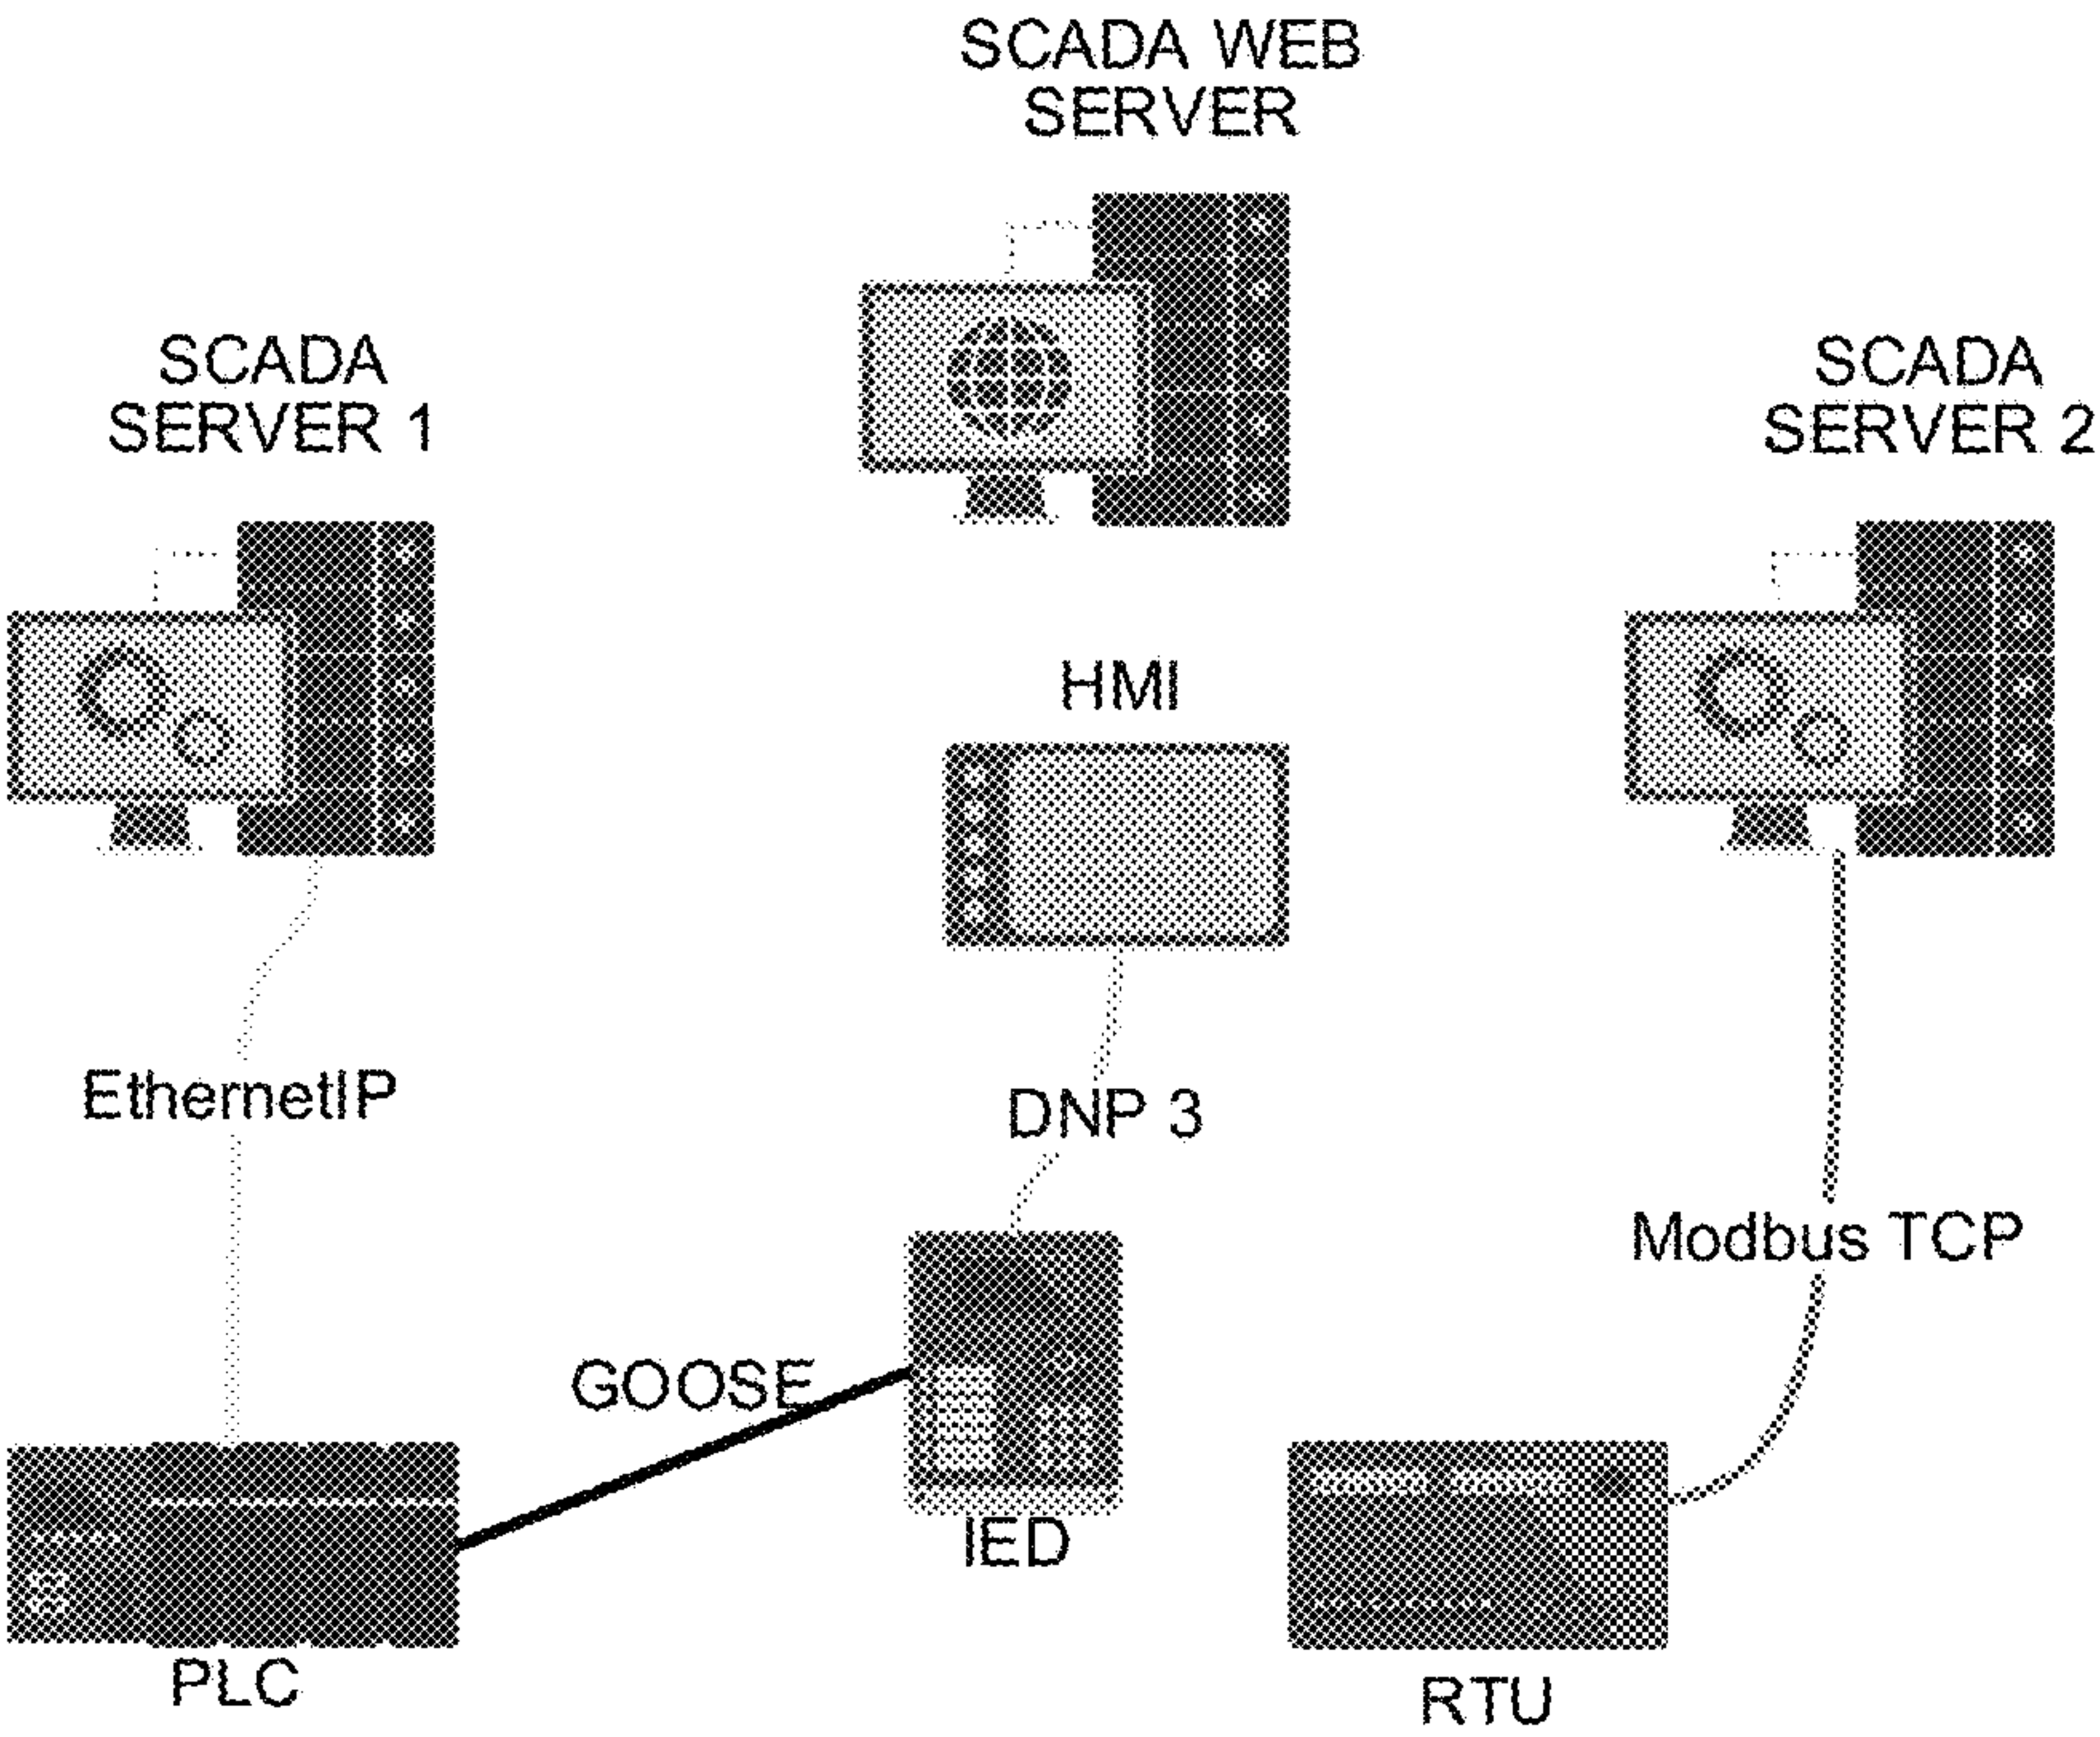 SCADA WEB
SERVER
SCADA
SERVER 1
SCADA
SERVER 2
HMI
EthernetIP
DNP 3
Modbus TCP
GOOSE
IED
PLC
RTU